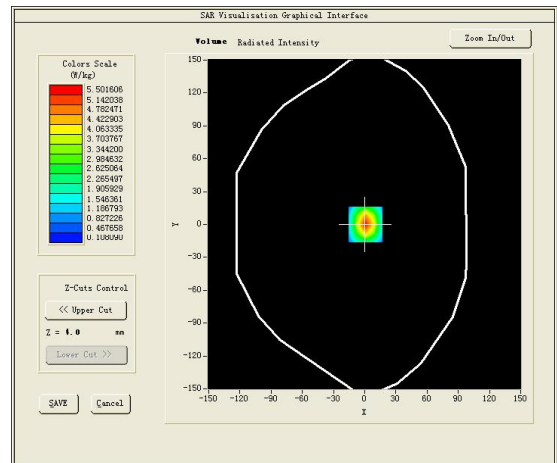 SAR Visualisation Graphical Interface
Volume Radiated Intensity
Zoom In/Out
Colors Scale
(W/kg)
5.501606
5.142038
4.782471
4.422903
4.063335
3.703767
3.344200
2.984632
2.625064
2.265497
1.905929
1.546361
1.186793
0.827226
0.467658
0.108090
Z-Cuts Control
<< Upper Cut
Z = 4.0 mm
Lower Cut >>
SAVE
Cancel
150
120
90
60
30
0
-30
-60
-90
-120
-150
Y
-150 -120 -90 -60 -30 0 30 60 90 120 150
X